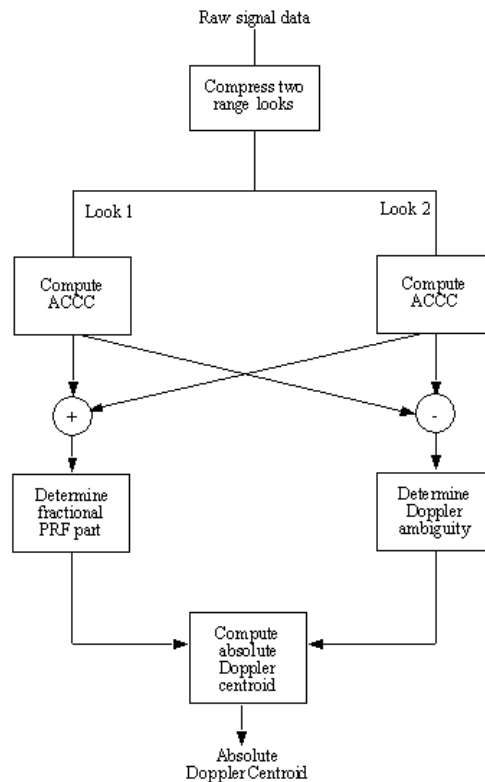 Raw signal data
Compress two
range looks
Look 1
Look 2
Compute
ACCC
Compute
ACCC
+
-
Determine
fractional
PRF part
Determine
Doppler
ambiguity
Compute
absolute
Doppler
centroid
Absolute
Doppler Centroid